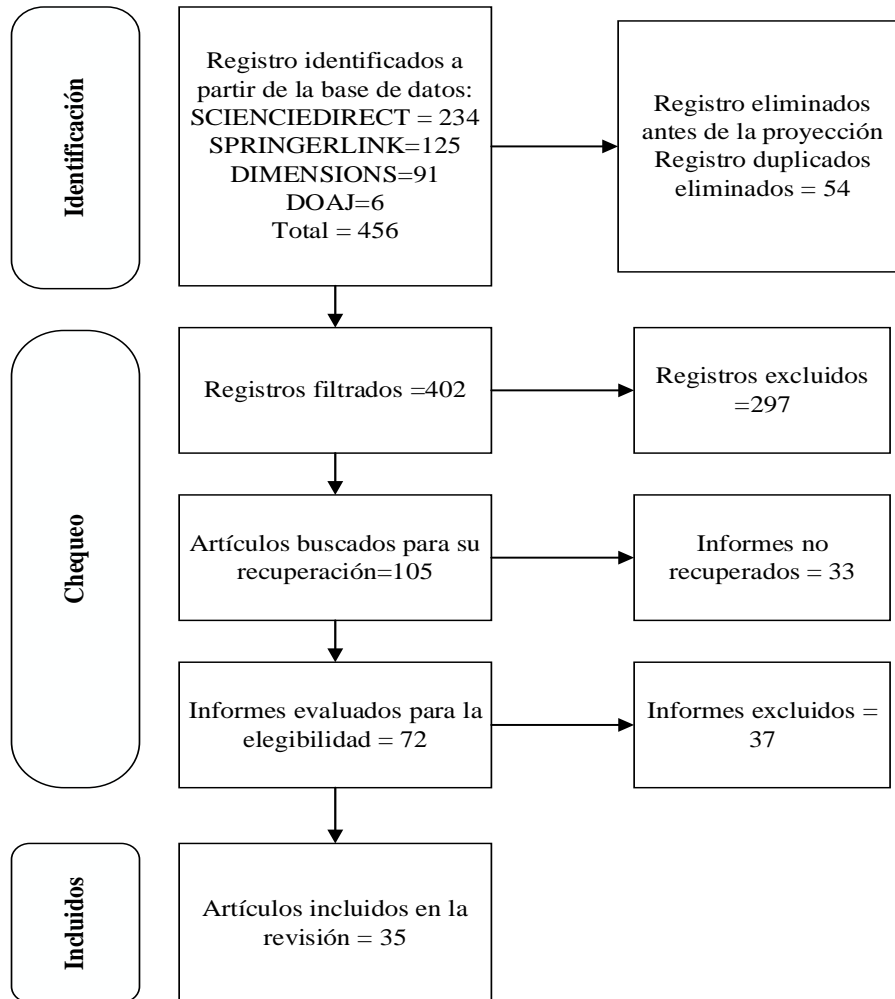 Identificación
Registro identificados a
partir de la base de datos:
SCIENCIEDIRECT = 234
SPRINGERLINK=125
DIMENSIONS=91
DOAJ=6
Total = 456
Registro eliminados
antes de la proyección
Registro duplicados
eliminados = 54
Chequeo
Registros filtrados =402
Registros excluidos
=297
Artículos buscados para su
recuperación=105
Informes no
recuperados = 33
Informes evaluados para la
elegibilidad = 72
Informes excluidos =
37
Incluidos
Artículos incluidos en la
revisión = 35